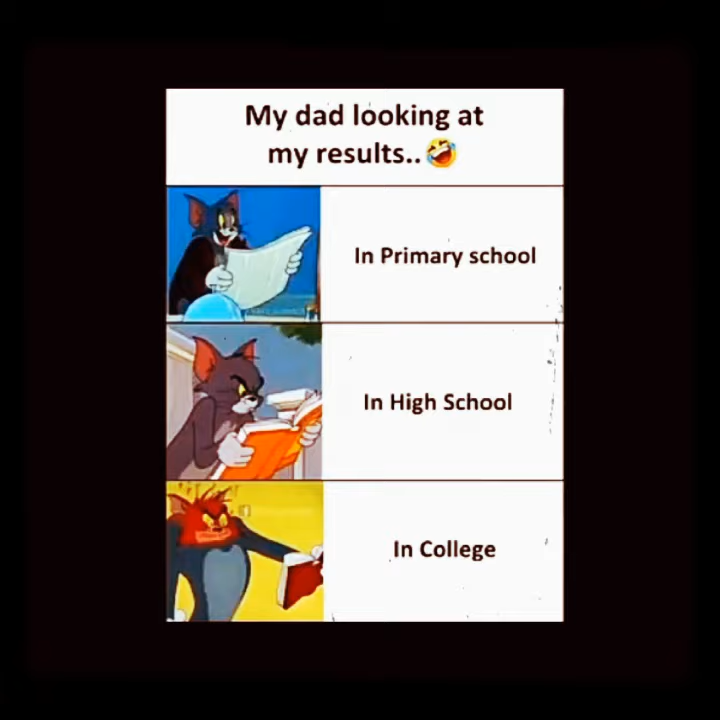 My dad looking at
my results..🤣
In Primary school
In High School
In College